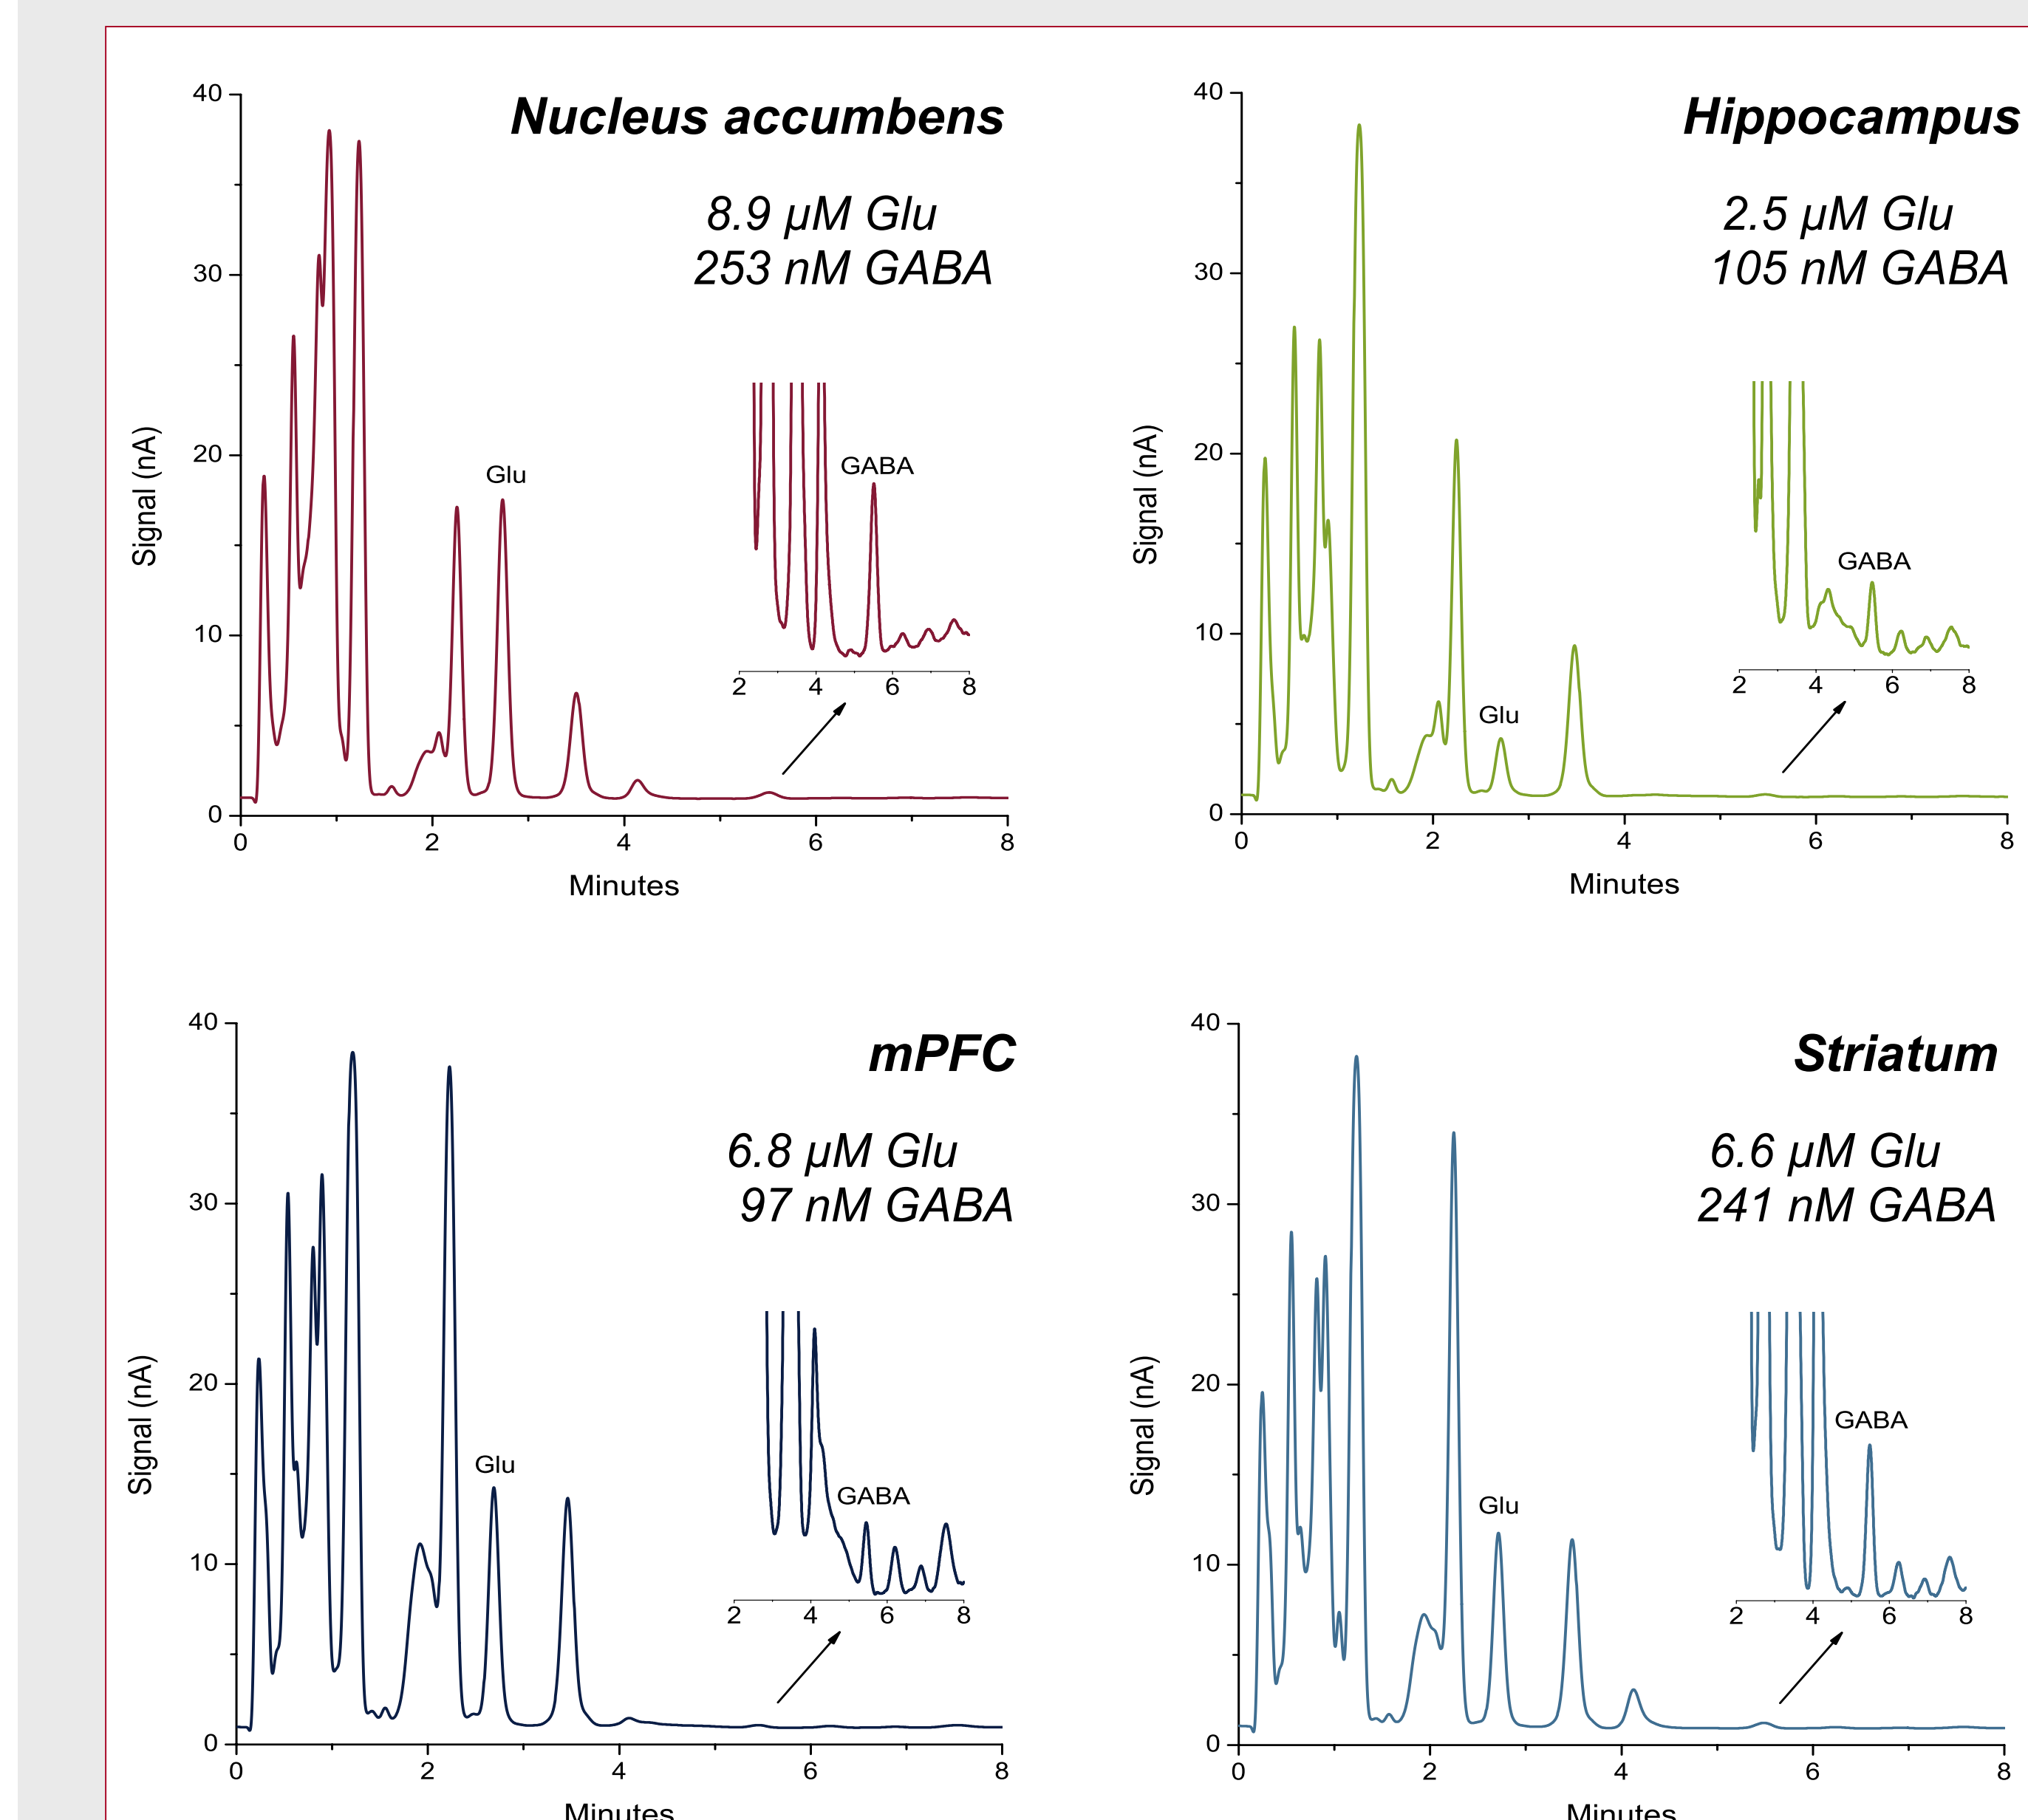 Nucleus accumbens
8.9 µM Glu
253 nM GABA
40
30
20
10
0
Signal (nA)
Glu
GABA
2 4 6 8
0 2 4 6 8
Minutes
Hippocampus
2.5 µM Glu
105 nM GABA
40
30
20
10
0
Signal (nA)
Glu
GABA
2 4 6 8
0 2 4 6 8
Minutes
mPFC
6.8 µM Glu
97 nM GABA
40
30
20
10
0
Signal (nA)
Glu
GABA
2 4 6 8
0 2 4 6 8
Minutes
Striatum
6.6 µM Glu
241 nM GABA
40
30
20
10
0
Signal (nA)
Glu
GABA
2 4 6 8
0 2 4 6 8
Minutes